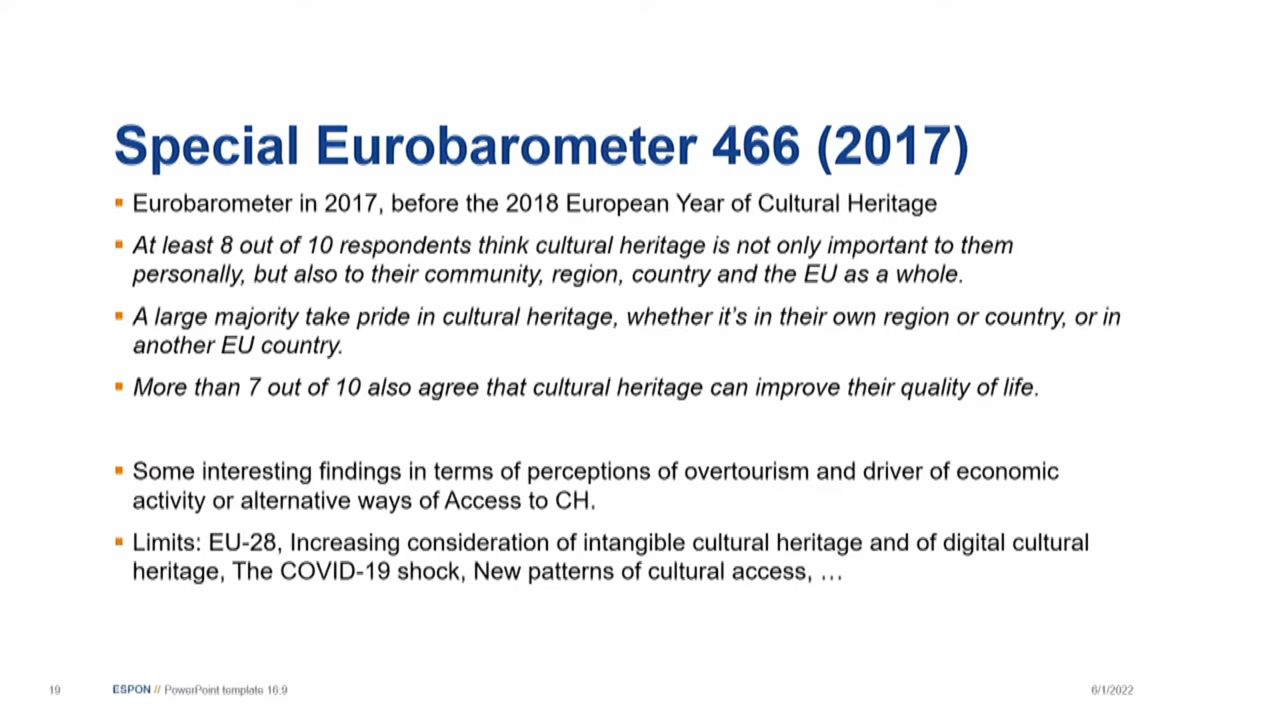 Special Eurobarometer 466 (2017)
▪ Eurobarometer in 2017, before the 2018 European Year of Cultural Heritage
▪ At least 8 out of 10 respondents think cultural heritage is not only important to them
personally, but also to their community, region, country and the EU as a whole.
▪ A large majority take pride in cultural heritage, whether it's in their own region or country, or in
another EU country.
▪ More than 7 out of 10 also agree that cultural heritage can improve their quality of life.
▪ Some interesting findings in terms of perceptions of overtourism and driver of economic
activity or alternative ways of Access to CH.
▪ Limits: EU-28, Increasing consideration of intangible cultural heritage and of digital cultural
heritage, The COVID-19 shock, New patterns of cultural access, …
19 ESPON // PowerPoint template 16:9 6/1/2022